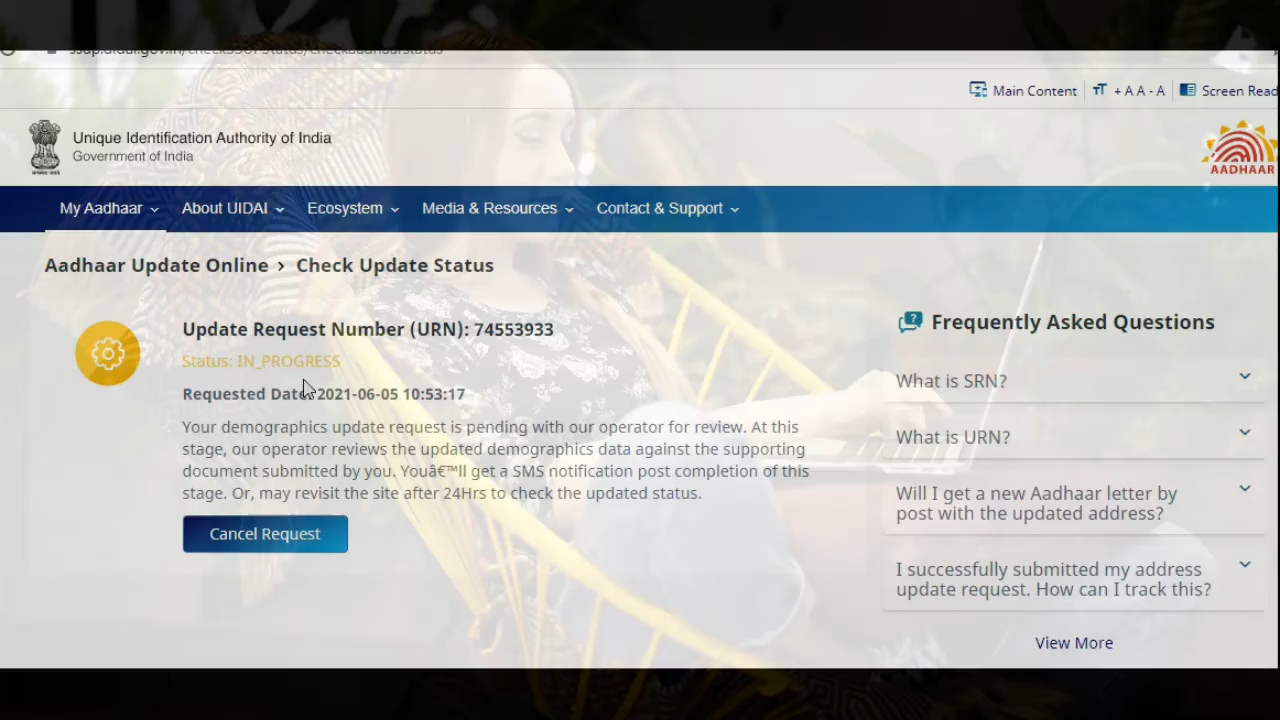 Main Content
+ A A - A
Screen Read
Unique Identification Authority of India
Government of India
AADHAAR
My Aadhaar
About UIDAI
Ecosystem
Media & Resources
Contact & Support
Aadhaar Update Online › Check Update Status
Update Request Number (URN): 74553933
Status: IN_PROGRESS
Requested Date: 2021-06-05 10:53:17
Your demographics update request is pending with our operator for review. At this
stage, our operator reviews the updated demographics data against the supporting
document submitted by you. Youâ€™ll get a SMS notification post completion of this
stage. Or, may revisit the site after 24Hrs to check the updated status.
Cancel Request
Frequently Asked Questions
What is SRN?
What is URN?
Will I get a new Aadhaar letter by
post with the updated address?
I successfully submitted my address
update request. How can I track this?
View More